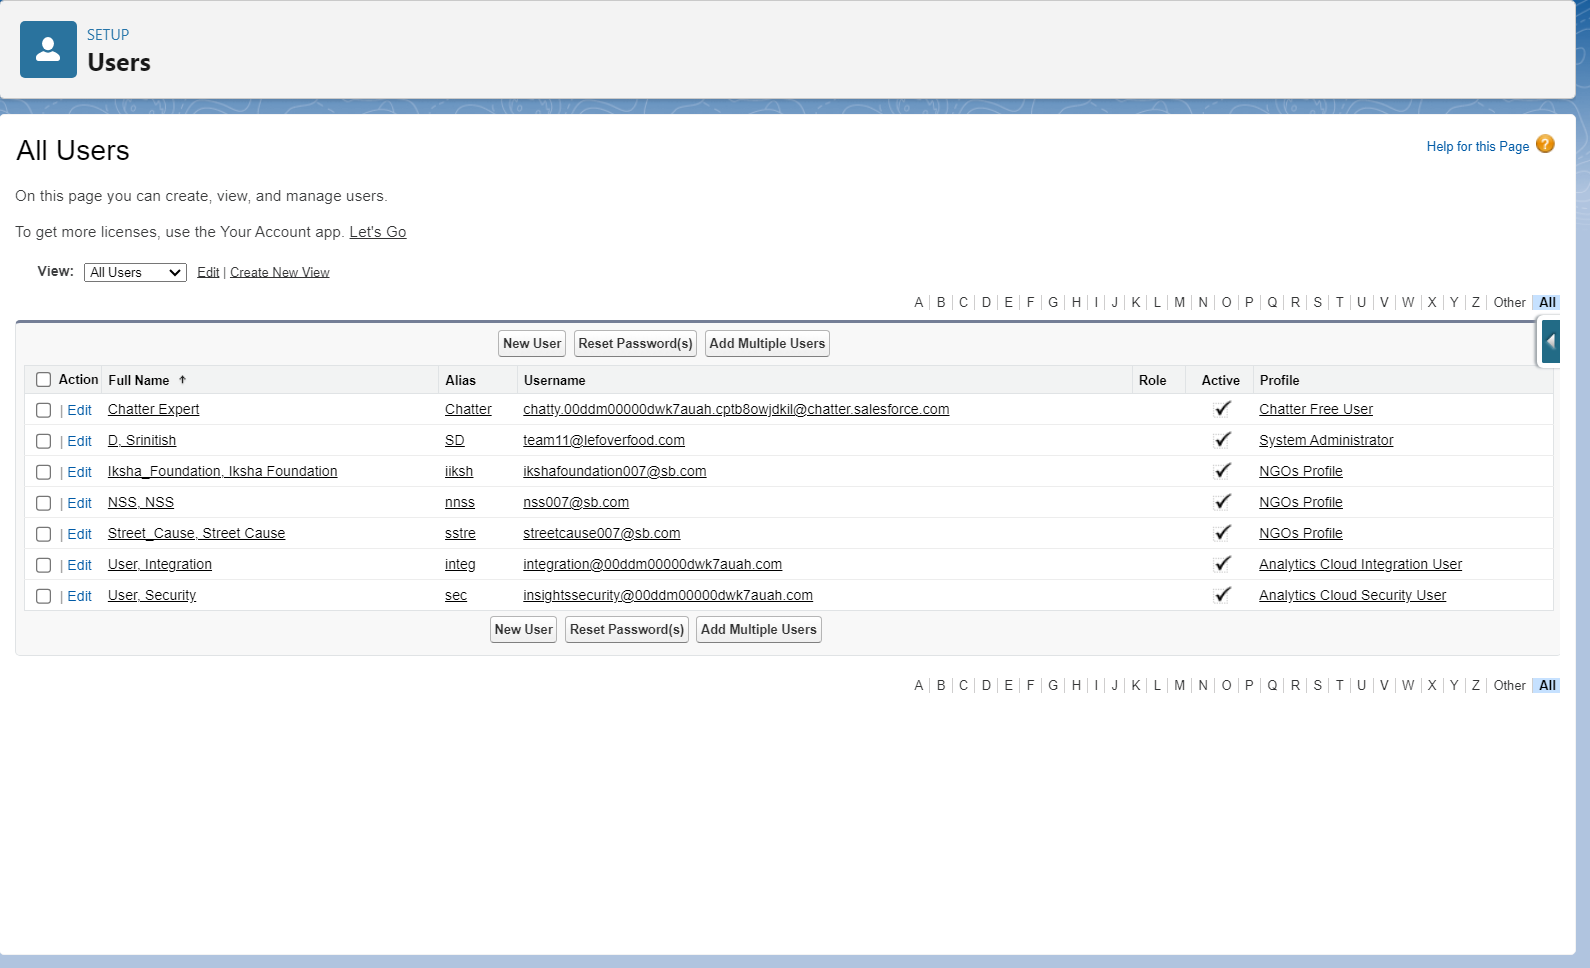 SETUP
Users
All Users
Help for this Page ?
On this page you can create, view, and manage users.
To get more licenses, use the Your Account app. Let's Go
View: All Users Edit | Create New View
A B C D E F G H I J K L M N O P Q R S T U V W X Y Z Other All
New User Reset Password(s) Add Multiple Users
Action Full Name ↑ Alias Username Role Active Profile
| Edit Chatter Expert Chatter chatty.00ddm00000dwk7auah.cptb8owjdkil@chatter.salesforce.com Chatter Free User
| Edit D, Srinitish SD team11@lefoverfood.com System Administrator
| Edit Iksha_Foundation, Iksha Foundation iiksh ikshafoundation007@sb.com NGOs Profile
| Edit NSS, NSS nnss nss007@sb.com NGOs Profile
| Edit Street_Cause, Street Cause sstre streetcause007@sb.com NGOs Profile
| Edit User, Integration integ integration@00ddm00000dwk7auah.com Analytics Cloud Integration User
| Edit User, Security sec insightssecurity@00ddm00000dwk7auah.com Analytics Cloud Security User
New User Reset Password(s) Add Multiple Users
A B C D E F G H I J K L M N O P Q R S T U V W X Y Z Other All